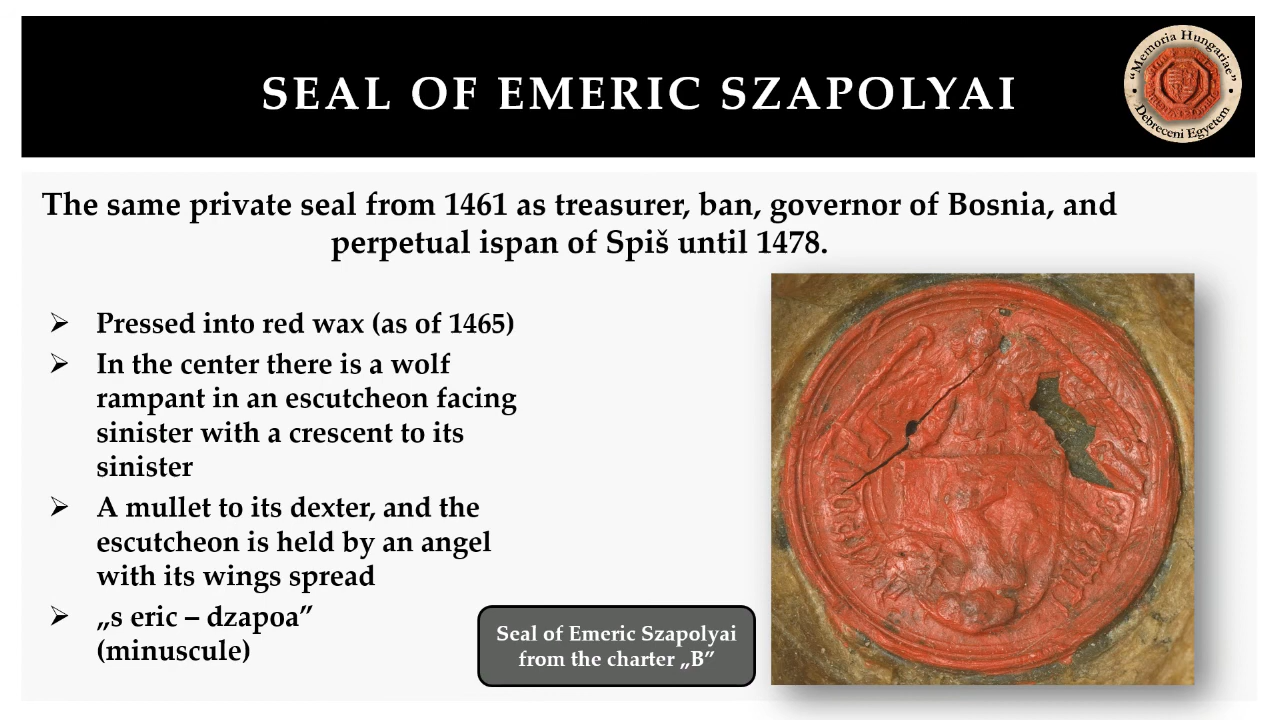 SEAL OF EMERIC SZAPOLYAI
"Memoria Hungariae"
• Debreceni Egyetem •
The same private seal from 1461 as treasurer, ban, governor of Bosnia, and
perpetual ispan of Spiš until 1478.
➢ Pressed into red wax (as of 1465)
➢ In the center there is a wolf
rampant in an escutcheon facing
sinister with a crescent to its
sinister
➢ A mullet to its dexter, and the
escutcheon is held by an angel
with its wings spread
➢ „s eric – dzapoa”
(minuscule)
Seal of Emeric Szapolyai
from the charter „B”